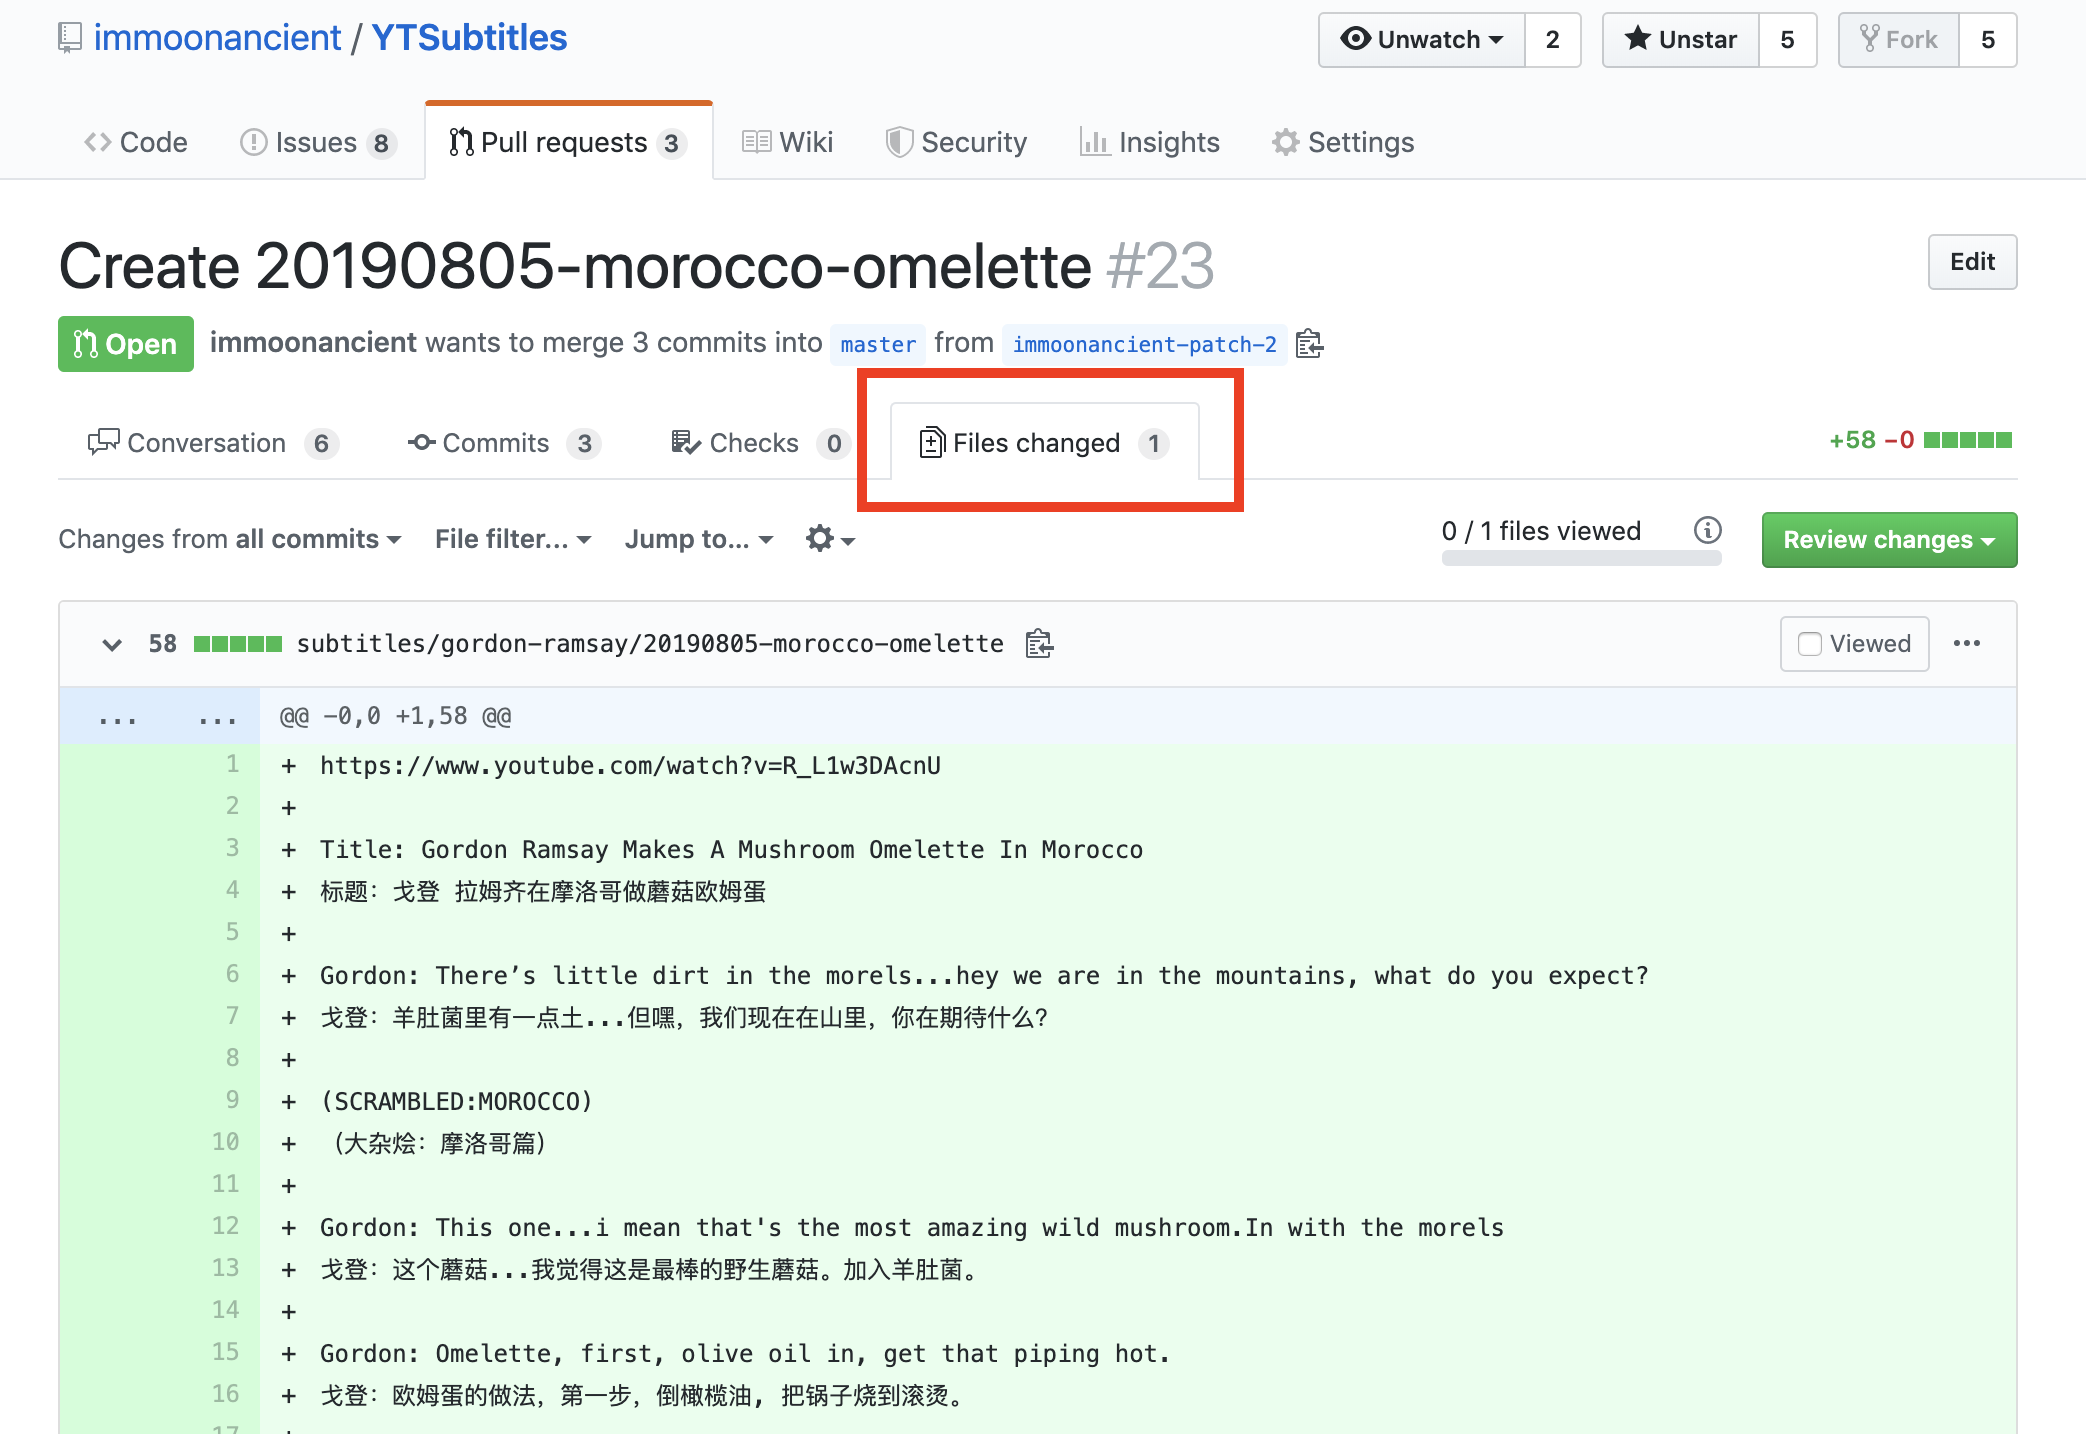 immoonancient / YTSubtitles
Unwatch 2
Unstar 5
Fork 5
Code
Issues 8
Pull requests 3
Wiki
Security
Insights
Settings
Create 20190805-morocco-omelette #23
Edit
Open
immoonancient wants to merge 3 commits into master from immoonancient-patch-2
Conversation 6
Commits 3
Checks 0
Files changed 1
+58 −0
Changes from all commits
File filter...
Jump to...
0 / 1 files viewed
Review changes
58 subtitles/gordon-ramsay/20190805-morocco-omelette
Viewed
... ... @@ -0,0 +1,58 @@
1 + https://www.youtube.com/watch?v=R_L1w3DAcnU
2 +
3 + Title: Gordon Ramsay Makes A Mushroom Omelette In Morocco
4 + 标题：戈登 拉姆齐在摩洛哥做蘑菇欧姆蛋
5 +
6 + Gordon: There’s little dirt in the morels...hey we are in the mountains, what do you expect?
7 + 戈登：羊肚菌里有一点土...但嘿，我们现在在山里，你在期待什么？
8 +
9 + (SCRAMBLED:MOROCCO)
10 + （大杂烩：摩洛哥篇）
11 +
12 + Gordon: This one...i mean that's the most amazing wild mushroom.In with the morels
13 + 戈登：这个蘑菇...我觉得这是最棒的野生蘑菇。加入羊肚菌。
14 +
15 + Gordon: Omelette, first, olive oil in, get that piping hot.
16 + 戈登：欧姆蛋的做法，第一步，倒橄榄油, 把锅子烧到滚烫。
17 +